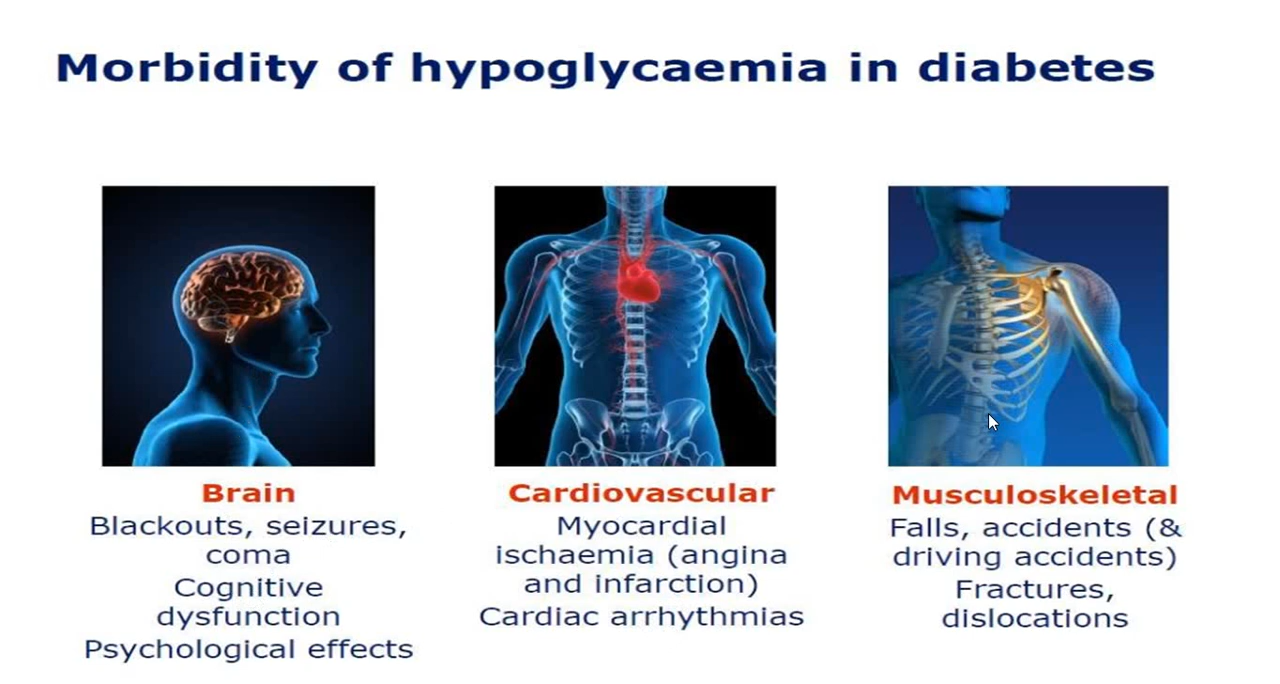 Morbidity of hypoglycaemia in diabetes
Brain
Blackouts, seizures,
coma
Cognitive
dysfunction
Psychological effects
Cardiovascular
Myocardial
ischaemia (angina
and infarction)
Cardiac arrhythmias
Musculoskeletal
Falls, accidents (&
driving accidents)
Fractures,
dislocations